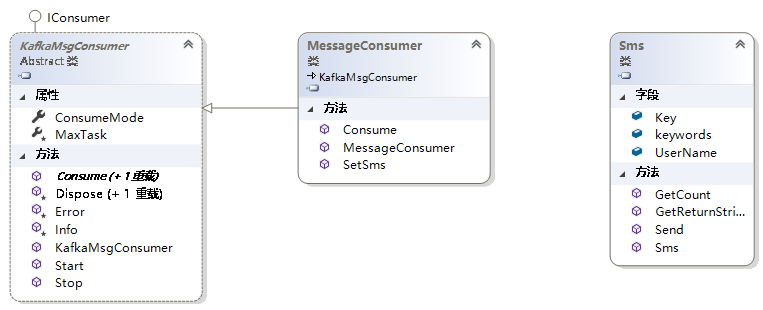 IConsumer
KafkaMsgConsumer
Abstract 类
属性
ConsumeMode
MaxTask
方法
Consume (+ 1 重载)
Dispose (+ 1 重载)
Error
Info
KafkaMsgConsumer
Start
Stop
MessageConsumer
类
KafkaMsgConsumer
方法
Consume
MessageConsumer
SetSms
Sms
类
字段
Key
keywords
UserName
方法
GetCount
GetReturnStri...
Send
Sms